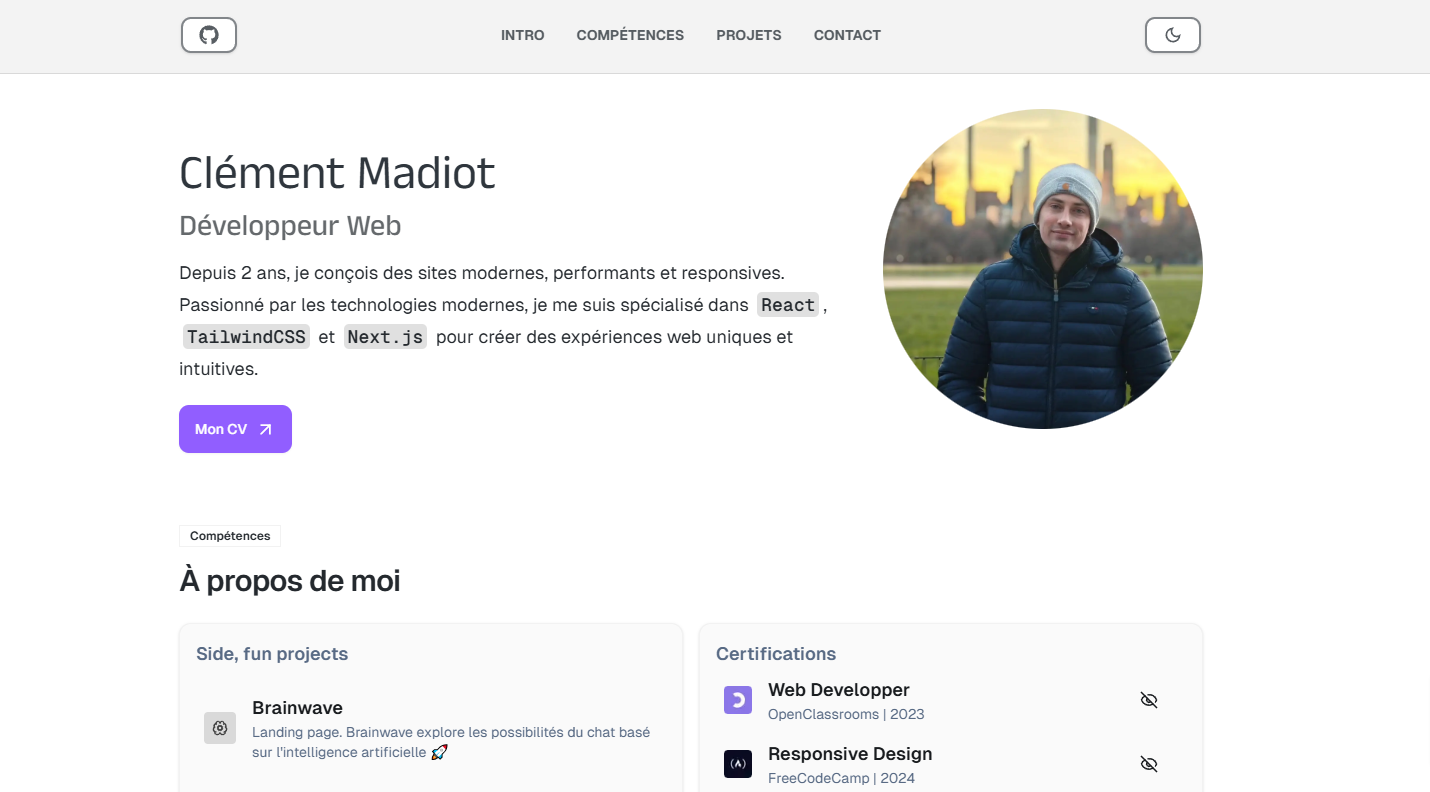 INTRO COMPÉTENCES PROJETS CONTACT
Clément Madiot
Développeur Web
Depuis 2 ans, je conçois des sites modernes, performants et responsives.
Passionné par les technologies modernes, je me suis spécialisé dans React ,
TailwindCSS et Next.js pour créer des expériences web uniques et
intuitives.
Mon CV
Compétences
À propos de moi
Side, fun projects
Brainwave
Landing page. Brainwave explore les possibilités du chat basé
sur l'intelligence artificielle 🚀
Certifications
Web Developper
OpenClassrooms | 2023
Responsive Design
FreeCodeCamp | 2024